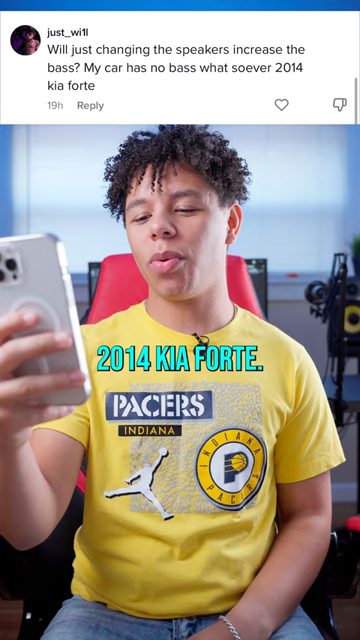 just_wi1l
Will just changing the speakers increase the
bass? My car has no bass what soever 2014
kia forte
19h Reply
2014 KIA FORTE.
PACERS
INDIANA
INDIANA
P
PACERS